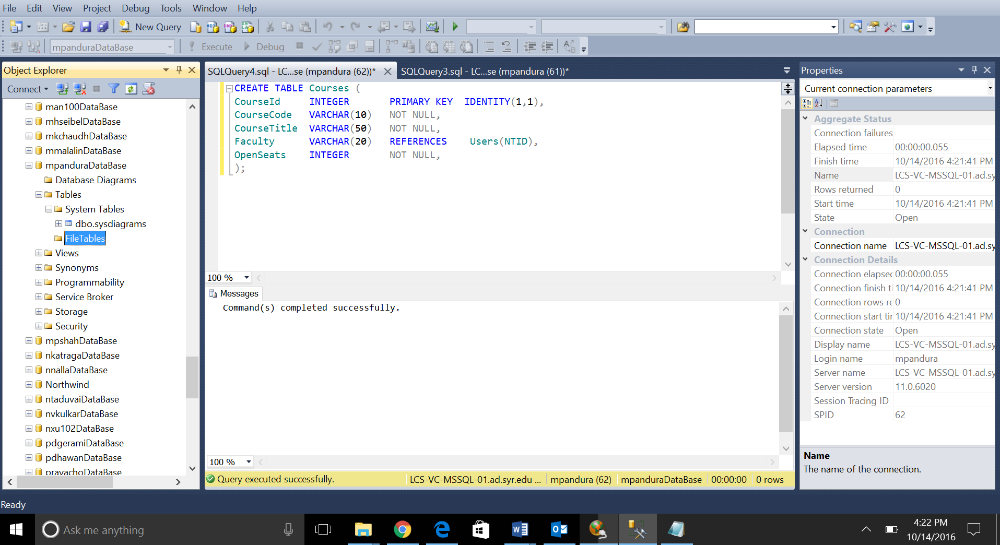 File Edit View Project Debug Tools Window Help
New Query
mpanduraDataBase Execute Debug
Object Explorer
Connect
man100DataBase
mhseibelDataBase
mkchaudhDataBase
mmalalinDataBase
mpanduraDataBase
Database Diagrams
Tables
System Tables
dbo.sysdiagrams
FileTables
Views
Synonyms
Programmability
Service Broker
Storage
Security
mpshahDataBase
nkatragaDataBase
nnallaDataBase
Northwind
ntaduvaiDataBase
nvkulkarDataBase
nxu102DataBase
pdgeramiDataBase
pdhawanDataBase
pravachoDataBase
SQLQuery4.sql - LC...se (mpandura (62))* SQLQuery3.sql - LC...se (mpandura (61))*
CREATE TABLE Courses (
CourseId INTEGER PRIMARY KEY IDENTITY(1,1),
CourseCode VARCHAR(10) NOT NULL,
CourseTitle VARCHAR(50) NOT NULL,
Faculty VARCHAR(20) REFERENCES Users(NTID),
OpenSeats INTEGER NOT NULL,
);
100 %
Messages
Command(s) completed successfully.
100 %
Query executed successfully. LCS-VC-MSSQL-01.ad.syr.edu ... mpandura (62) mpanduraDataBase 00:00:00 0 rows
Properties
Current connection parameters
Aggregate Status
Connection failures
Elapsed time 00:00:00.055
Finish time 10/14/2016 4:21:41 PM
Name LCS-VC-MSSQL-01.ad.sy
Rows returned 0
Start time 10/14/2016 4:21:41 PM
State Open
Connection
Connection name LCS-VC-MSSQL-01.ad.sy
Connection Details
Connection elapsed 00:00:00.055
Connection finish ti 10/14/2016 4:21:41 PM
Connection rows re 0
Connection start tir 10/14/2016 4:21:41 PM
Connection state Open
Display name LCS-VC-MSSQL-01.ad.sy
Login name mpandura
Server name LCS-VC-MSSQL-01.ad.sy
Server version 11.0.6020
Session Tracing ID
SPID 62
Name
The name of the connection.
Ready
Ask me anything
4:22 PM
10/14/2016